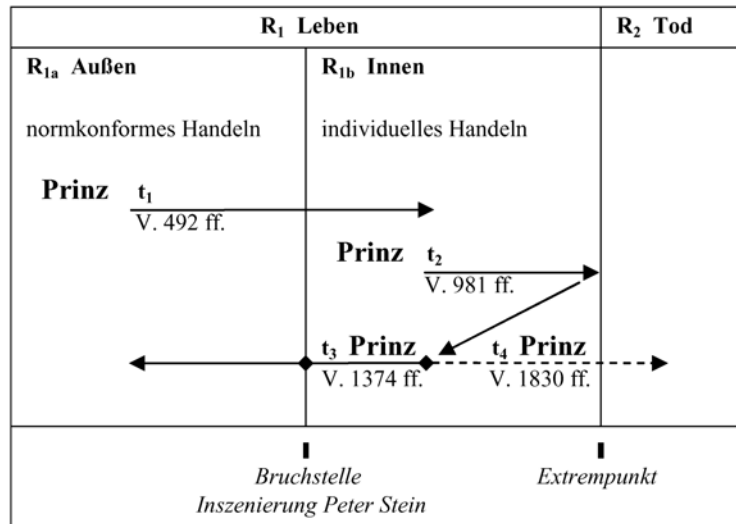 R1 Leben
R2 Tod
R1a Außen
R1b Innen
normkonformes Handeln
individuelles Handeln
Prinz t1
V. 492 ff.
Prinz t2
V. 981 ff.
t3 Prinz
t4 Prinz
V. 1374 ff.
V. 1830 ff.
Bruchstelle
Extrempunkt
Inszenierung Peter Stein